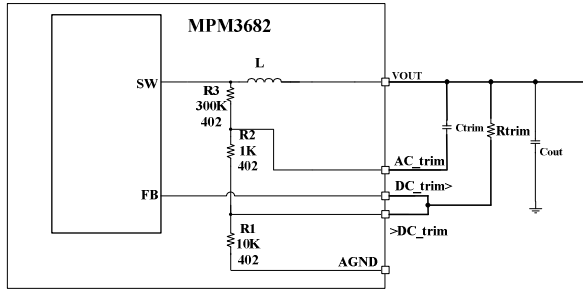 MPM3682
L
SW
VOUT
R3
300K
402
Ctrim
Rtrim
R2
1K
402
Cout
AC_trim
DC_trim>
FB
>DC_trim
R1
10K
402
AGND